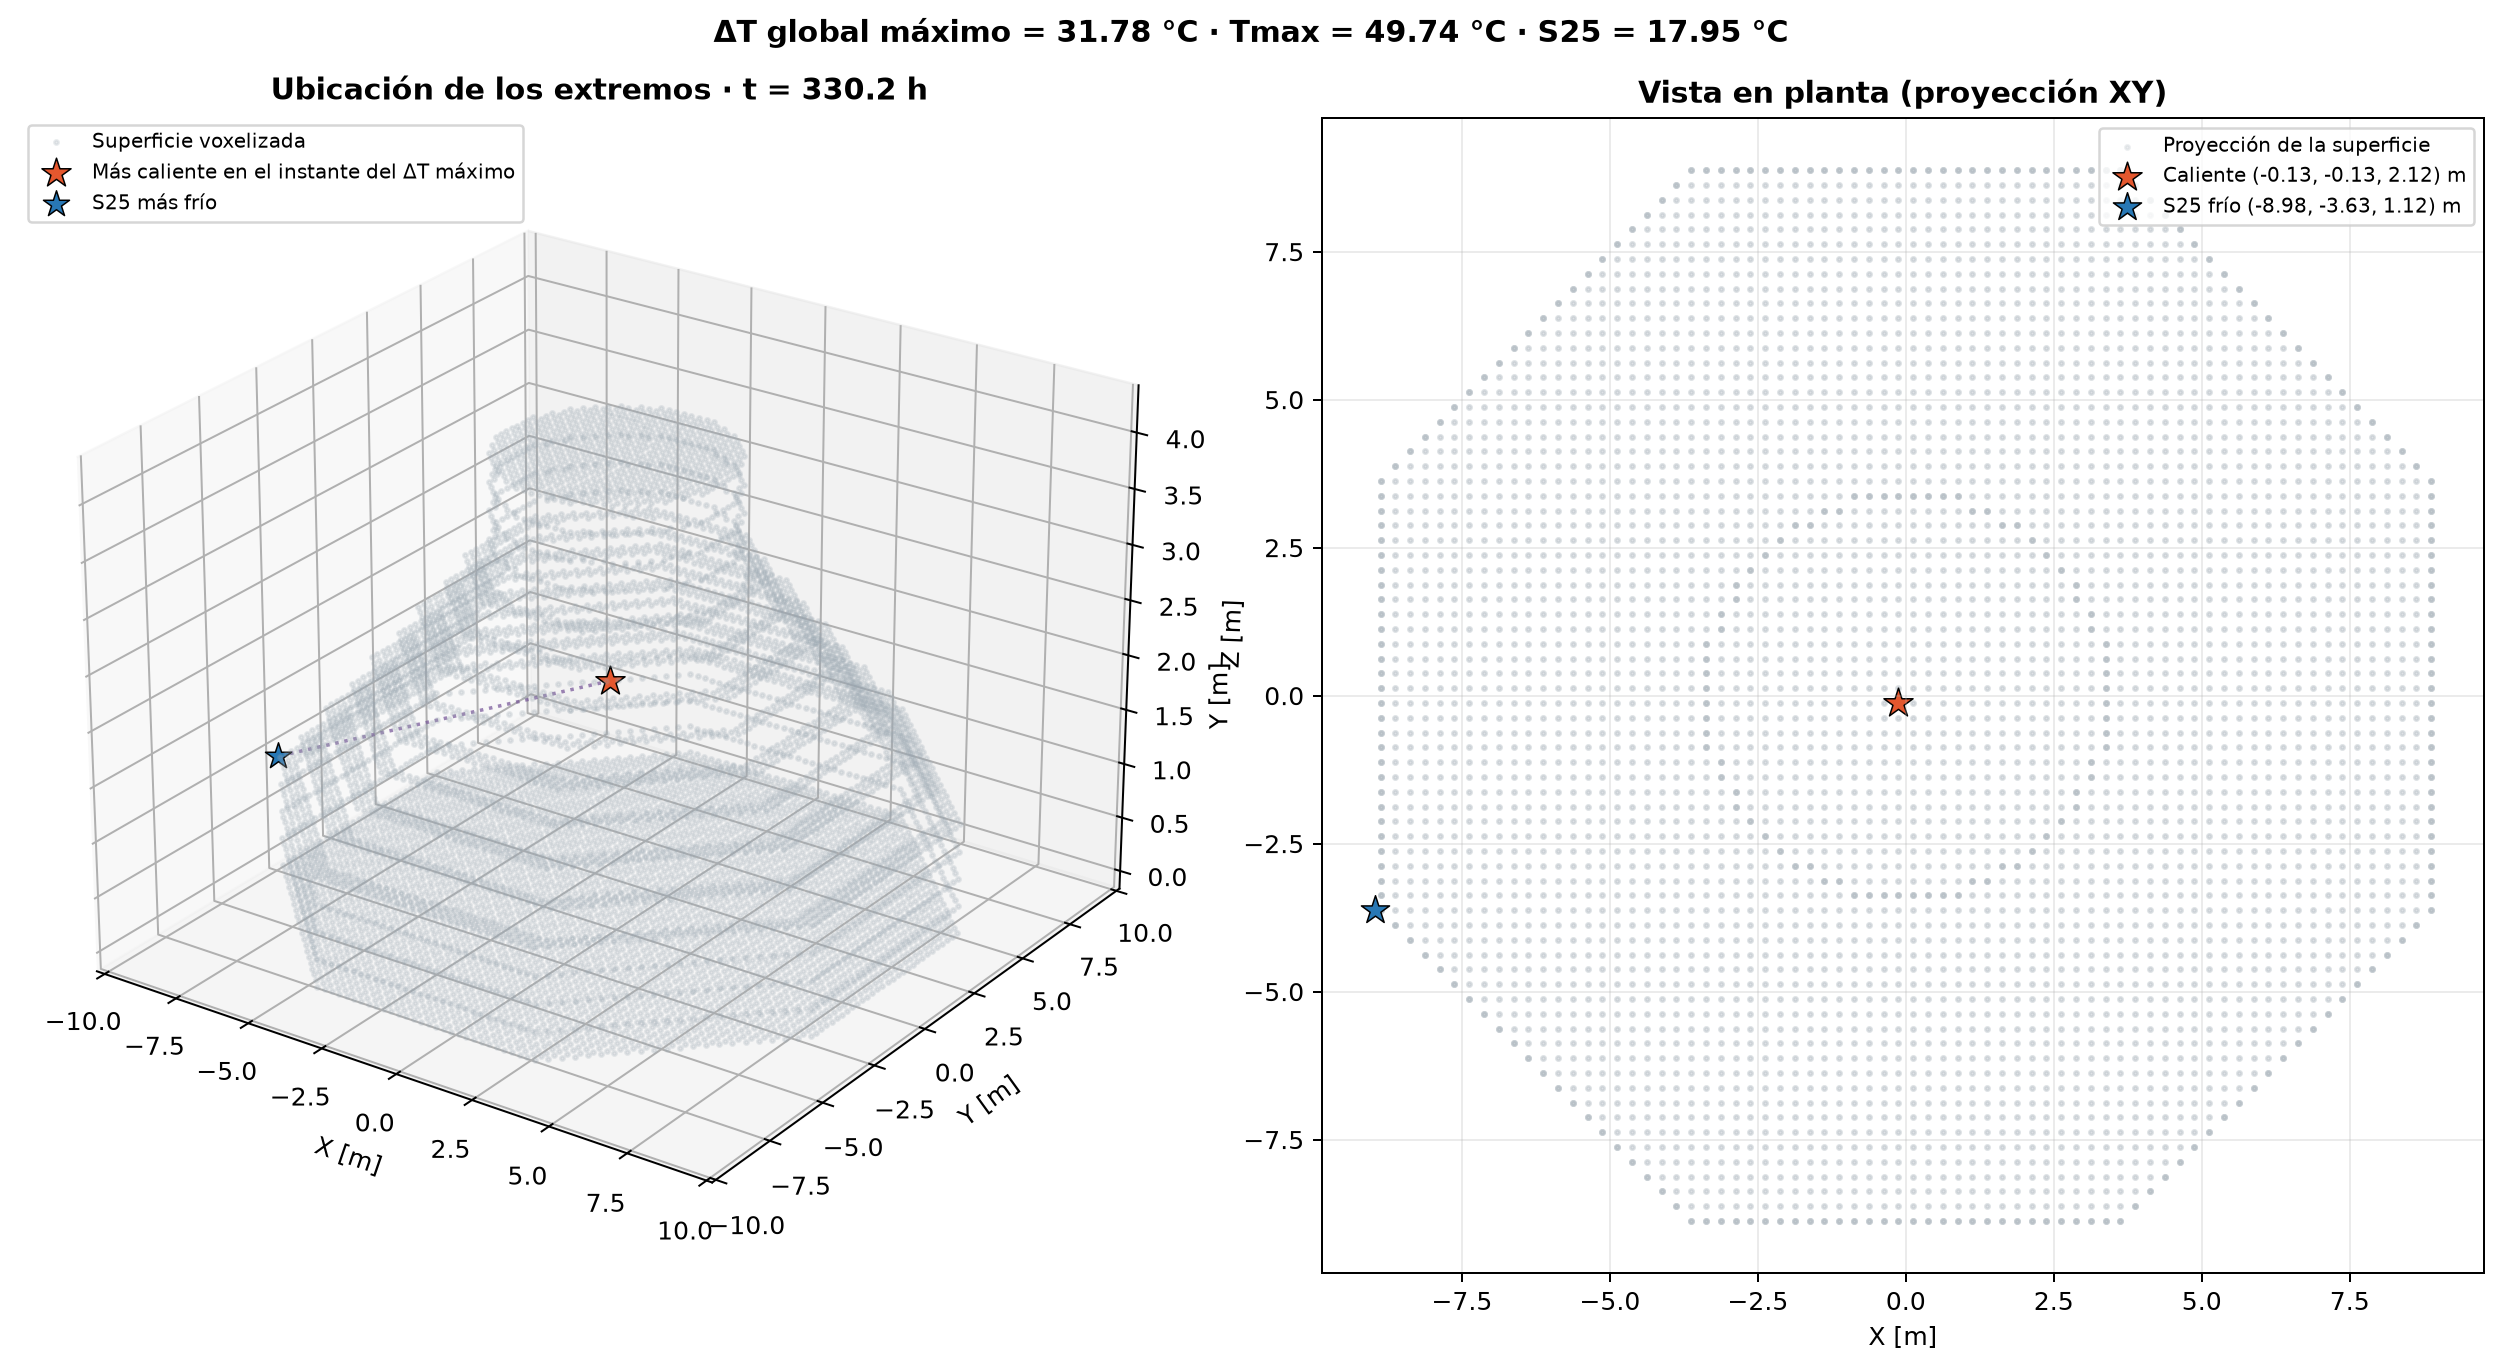 ΔT global máximo = 31.78 °C · Tmax = 49.74 °C · S25 = 17.95 °C
Ubicación de los extremos · t = 330.2 h
Superficie voxelizada
Más caliente en el instante del ΔT máximo
S25 más frío
4.0
3.5
3.0
2.5
2.0
1.5
1.0
0.5
0.0
Z [m]
−10.0
−7.5
−5.0
−2.5
0.0
2.5
5.0
7.5
10.0
X [m]
10.0
7.5
5.0
2.5
0.0
−2.5
−5.0
−7.5
−10.0
Y [m]
Vista en planta (proyección XY)
Proyección de la superficie
Caliente (-0.13, -0.13, 2.12) m
S25 frío (-8.98, -3.63, 1.12) m
7.5
5.0
2.5
0.0
−2.5
−5.0
−7.5
Y [m]
−7.5
−5.0
−2.5
0.0
2.5
5.0
7.5
X [m]